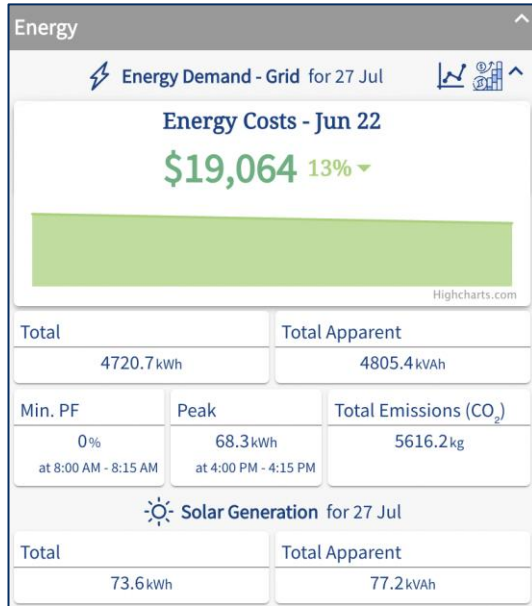 Energy
Energy Demand - Grid for 27 Jul
Energy Costs - Jun 22
$19,064 13%
Highcharts.com
Total Total Apparent
4720.7kWh 4805.4kVAh
Min. PF Peak Total Emissions (CO₂)
0% 68.3kWh 5616.2kg
at 8:00 AM - 8:15 AM at 4:00 PM - 4:15 PM
Solar Generation for 27 Jul
Total Total Apparent
73.6kWh 77.2kVAh